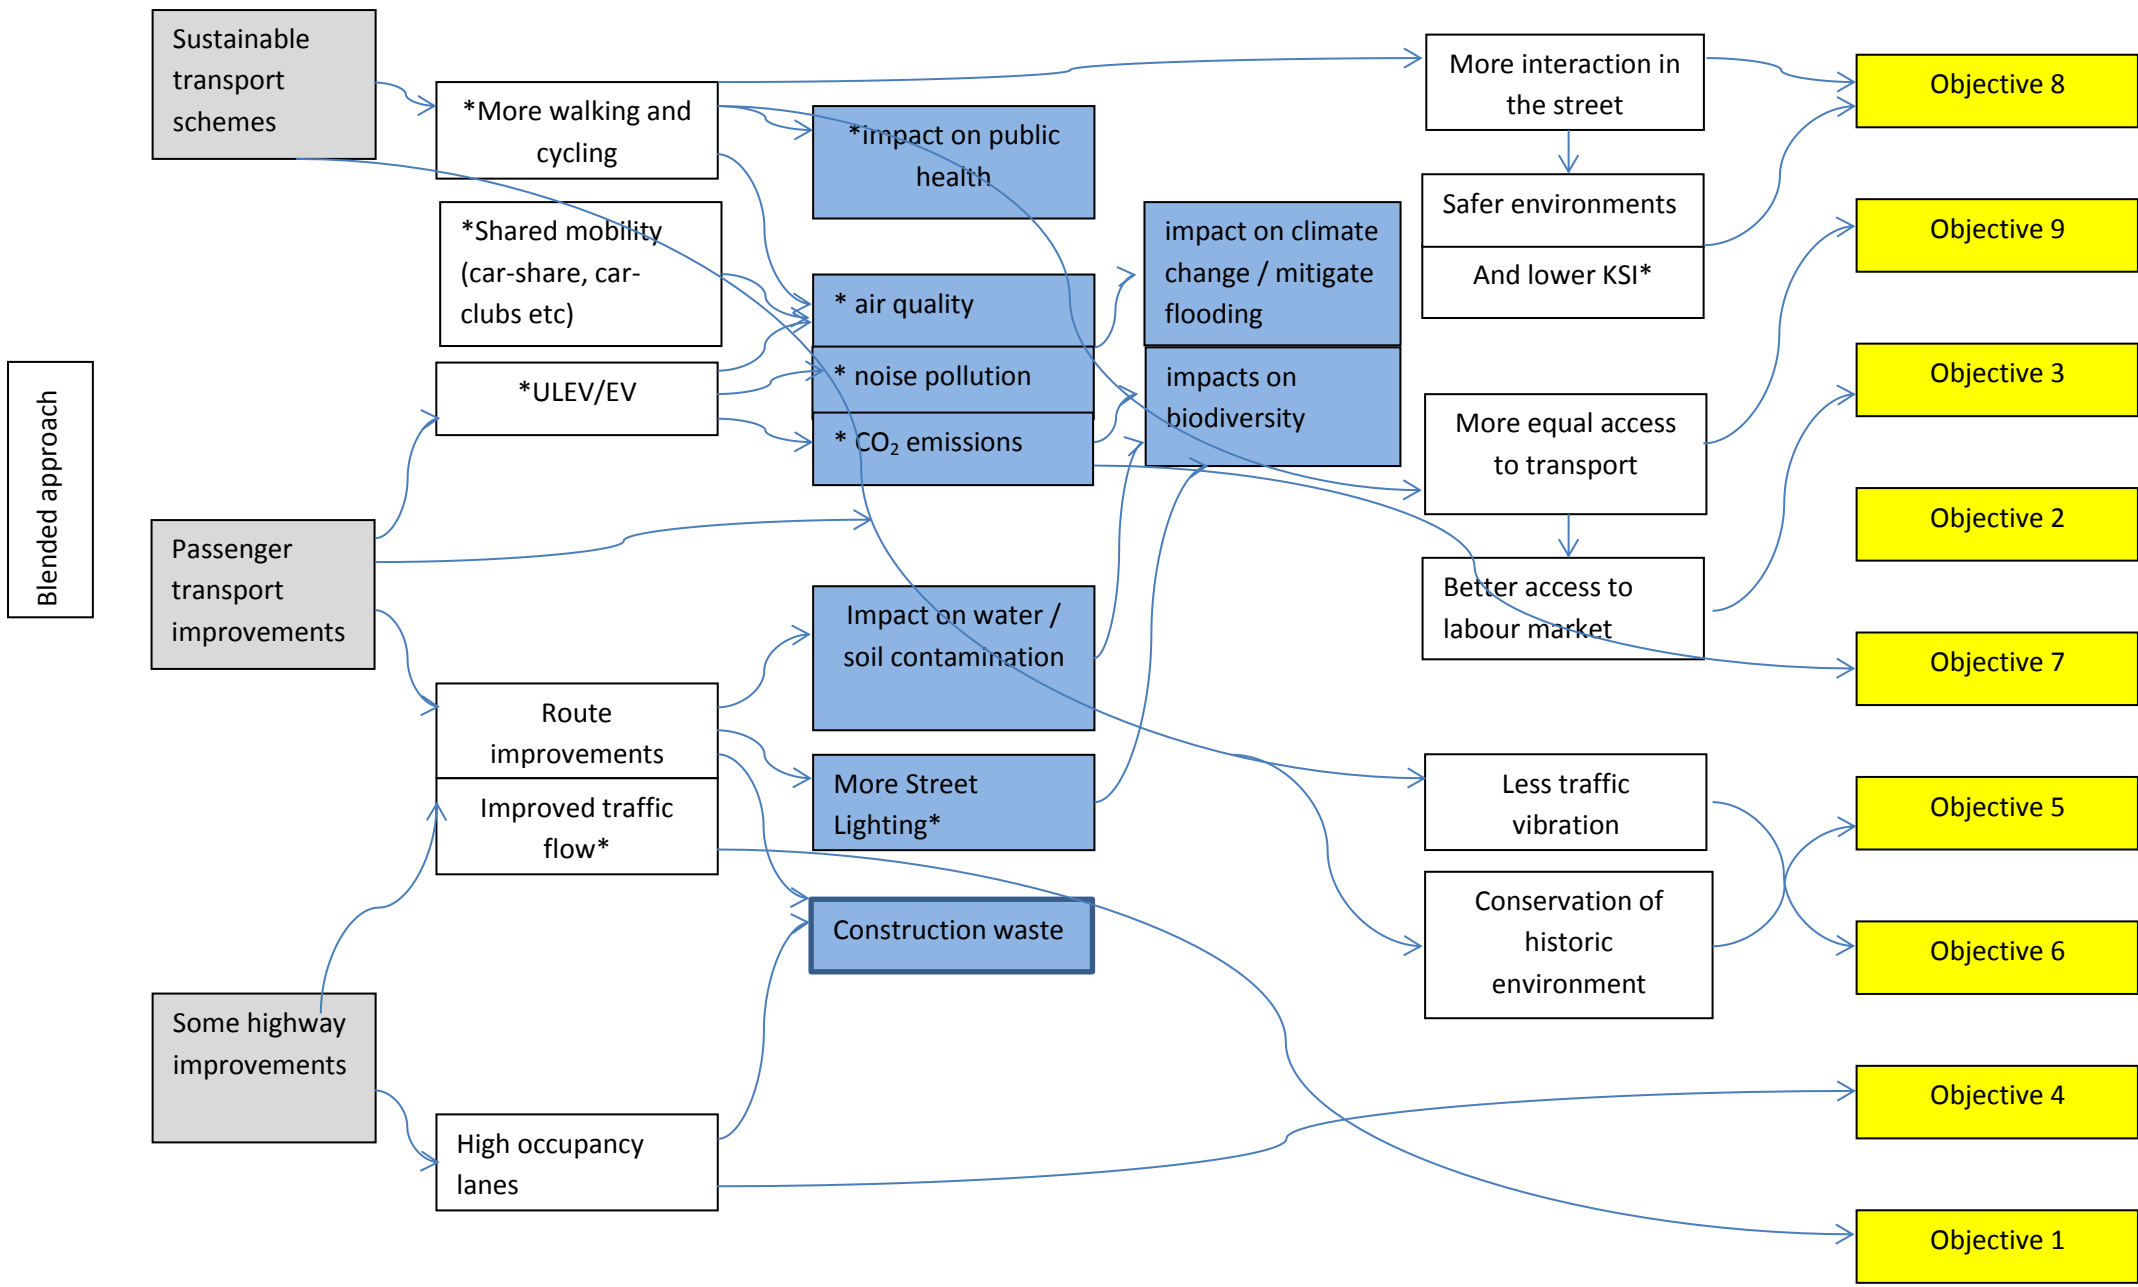 Blended approach
Sustainable
transport
schemes
Passenger
transport
improvements
Some highway
improvements
*More walking and
cycling
*Shared mobility
(car-share, car-
clubs etc)
*ULEV/EV
Route
improvements
Improved traffic
flow*
High occupancy
lanes
*impact on public
health
* air quality
* noise pollution
* CO₂ emissions
Impact on water /
soil contamination
More Street
Lighting*
Construction waste
impact on climate
change / mitigate
flooding
impacts on
biodiversity
More interaction in
the street
Safer environments
And lower KSI*
More equal access
to transport
Better access to
labour market
Less traffic
vibration
Conservation of
historic
environment
Objective 8
Objective 9
Objective 3
Objective 2
Objective 7
Objective 5
Objective 6
Objective 4
Objective 1